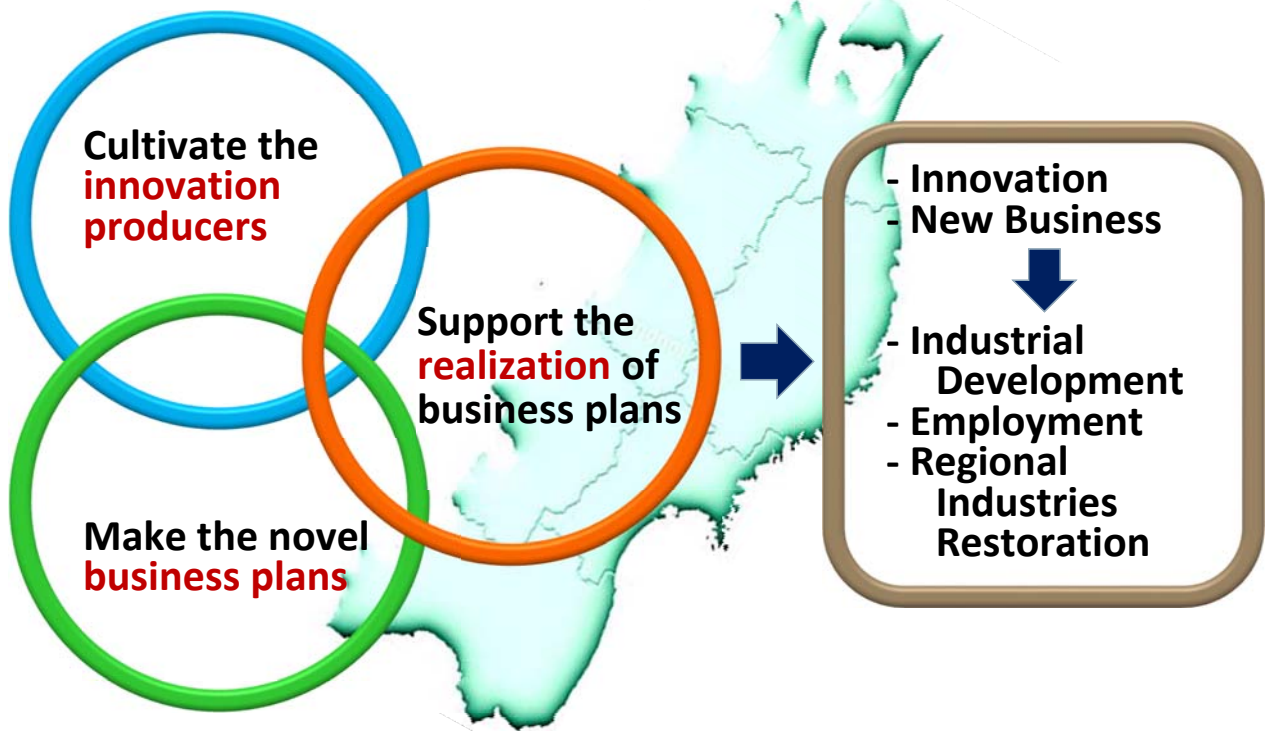 Cultivate the
innovation
producers
Make the novel
business plans
Support the
realization of
business plans
- Innovation
- New Business
- Industrial
Development
- Employment
- Regional
Industries
Restoration